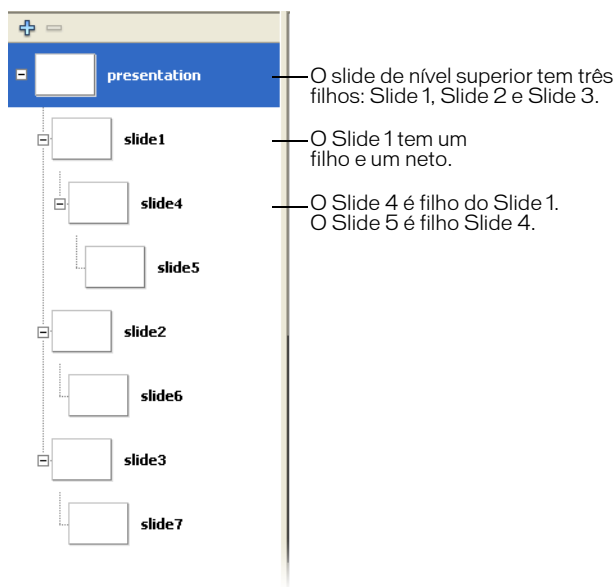 presentation
O slide de nível superior tem três
filhos: Slide 1, Slide 2 e Slide 3.
slide1
O Slide 1 tem um
filho e um neto.
slide4
O Slide 4 é filho do Slide 1.
O Slide 5 é filho Slide 4.
slide5
slide2
slide6
slide3
slide7